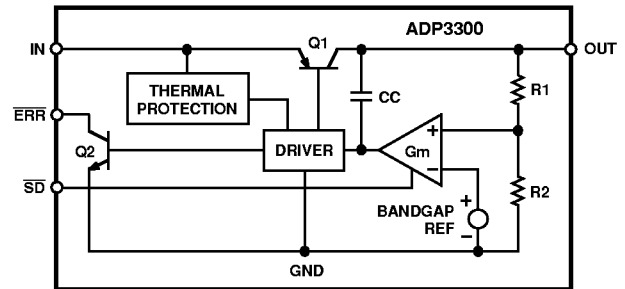 ADP3300
IN
Q1
OUT
THERMAL
PROTECTION
CC
R1
ERR
Q2
DRIVER
+
Gm
−
SD
R2
BANDGAP
REF
+
−
GND